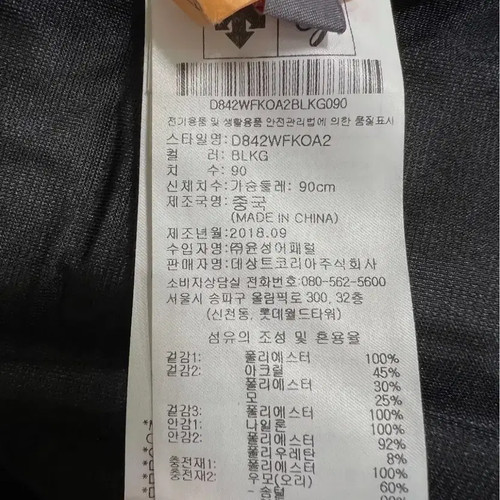 D842WFKOA2BLKG090
전기용품 및 생활용품 안전관리법에 의한 품질표시
스타일명:D842WFKOA2
컬 러:BLKG
치 수:90
신체치수:가슴둘레: 90cm
제조국명:중국
(MADE IN CHINA)
제조년월:2018.09
수입자명:㈜윤성어패럴
판매자명:데상트코리아주식회사
소비자상담실 전화번호:080-562-5600
서울시 송파구 올림픽로 300, 32층
(신천동, 롯데월드타워)
섬유의 조성 및 혼용율
겉감1: 폴리에스터 100%
겉감2: 아크릴 45%
폴리에스터 30%
모 25%
겉감3: 폴리에스터 100%
안감1: 나일론 100%
안감2: 폴리에스터 92%
폴리우레탄 8%
충전재1: 폴리에스터 100%
충전재2: 우모(오리) 60%
- 솜털